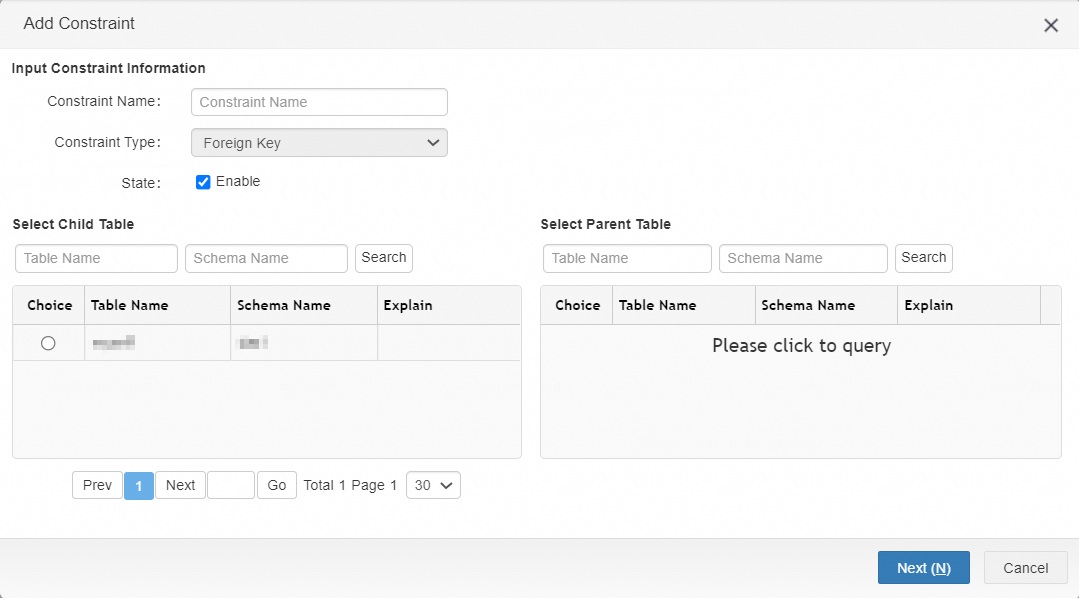 Add Constraint
Input Constraint Information
Constraint Name:
Constraint Name
Constraint Type:
Foreign Key
State:
Enable
Select Child Table
Select Parent Table
Table Name
Schema Name
Search
Table Name
Schema Name
Search
Choice Table Name Schema Name Explain
Choice Table Name Schema Name Explain
Please click to query
Prev 1 Next Go Total 1 Page 1 30
Next (N)
Cancel